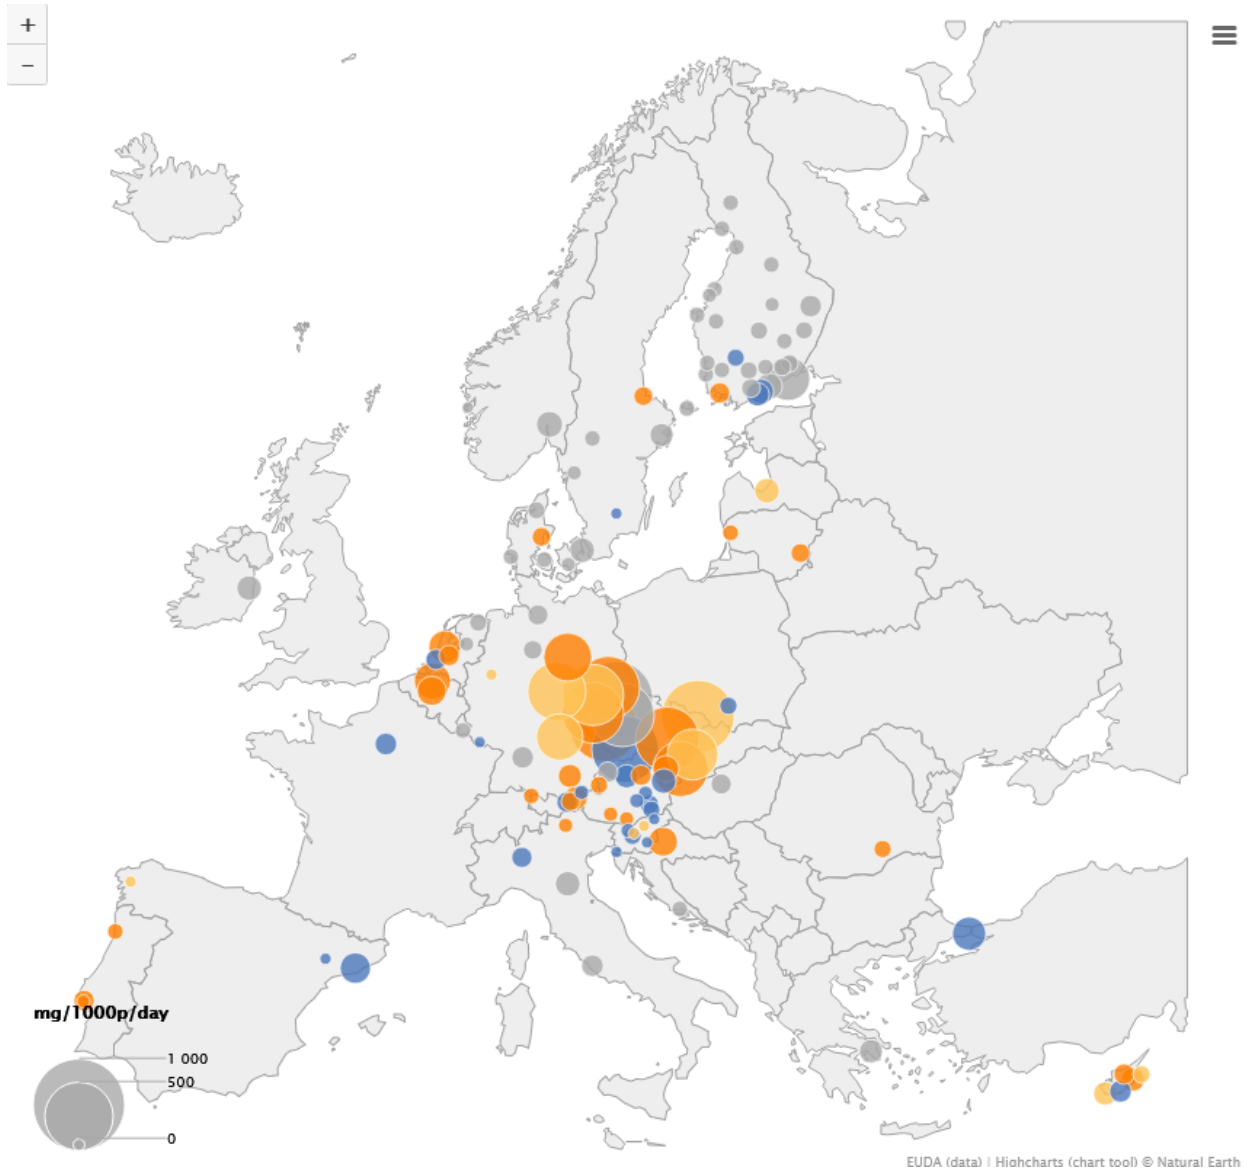 +
−
mg/1000p/day
1 000
500
0
EUDA (data) | Highcharts (chart tool) © Natural Earth